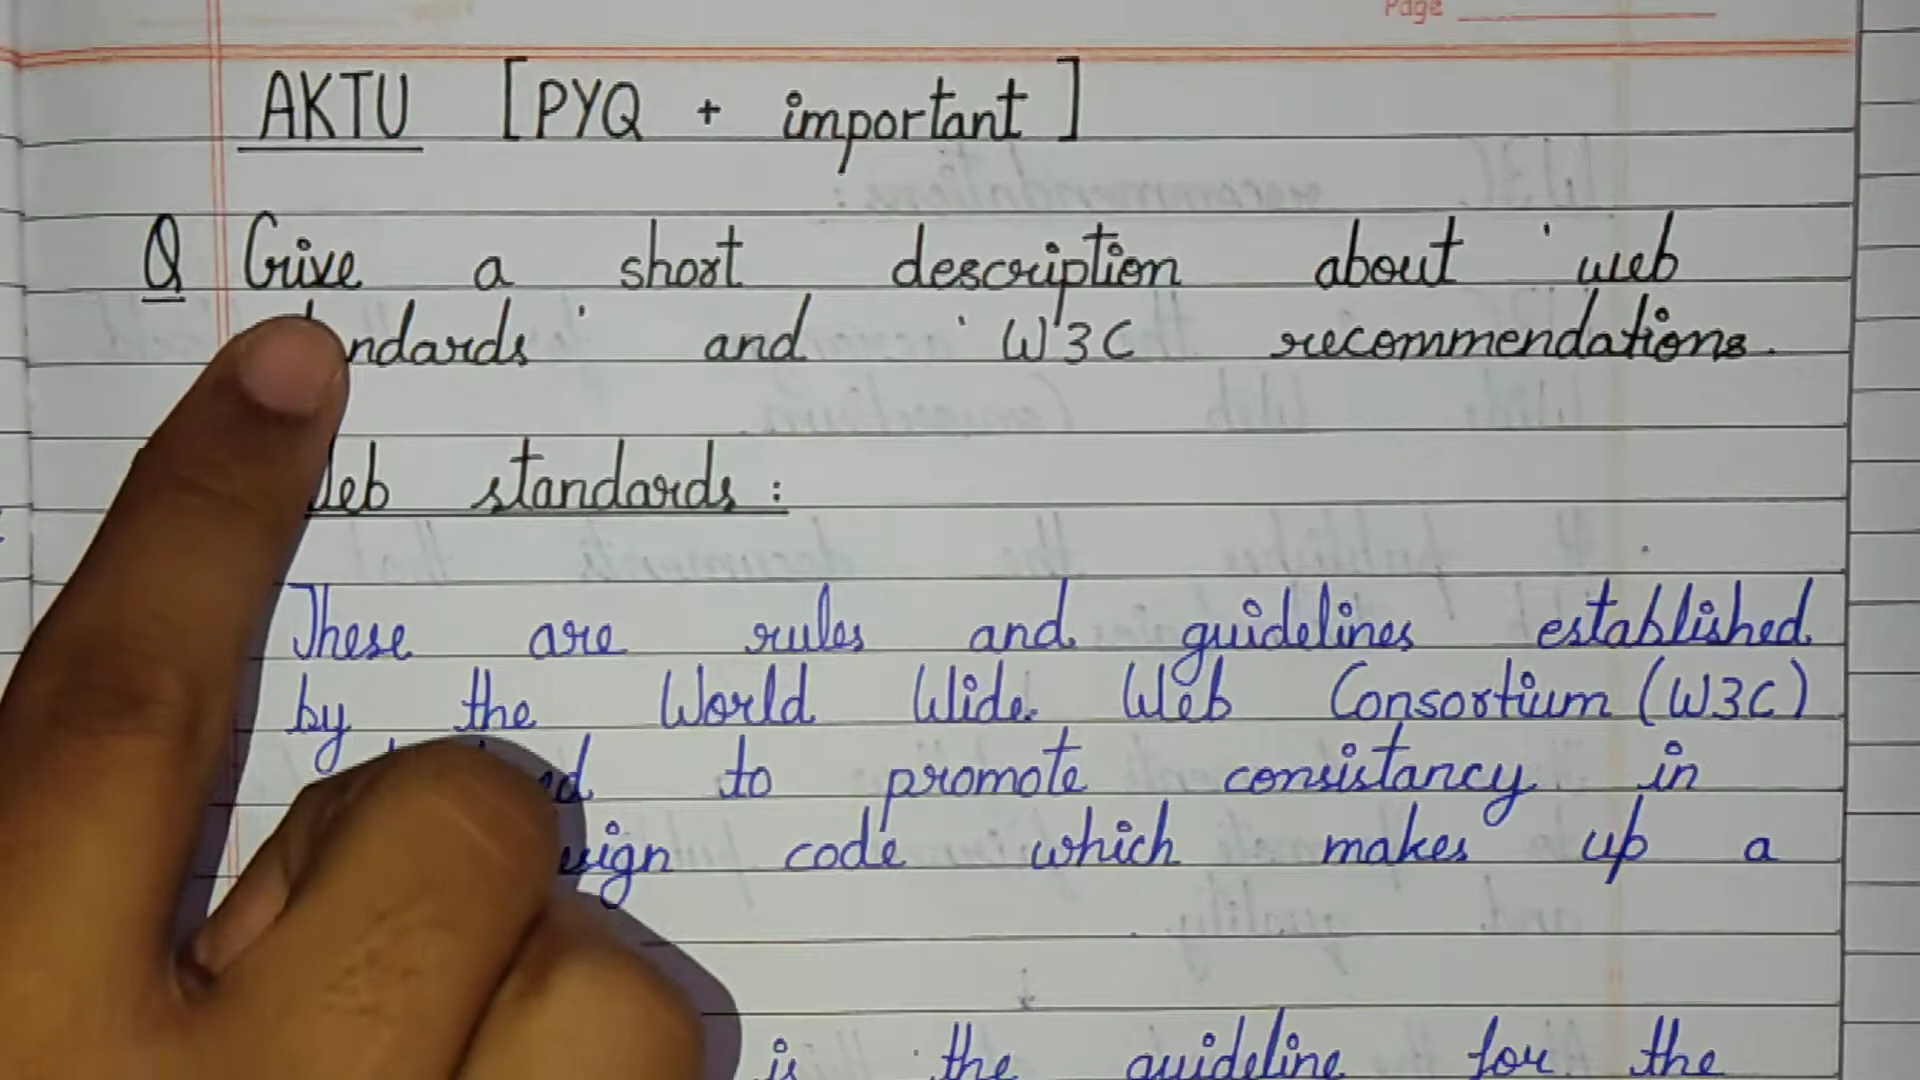 Page
AKTU [PYQ + important]
Q Give a short description about 'web
ndards' and 'W3C recommendations.
eb standards:
These are rules and guidelines established
by the World Wide Web Consortium (W3C)
to promote consistancy in
code which makes up a
is the guideline for the